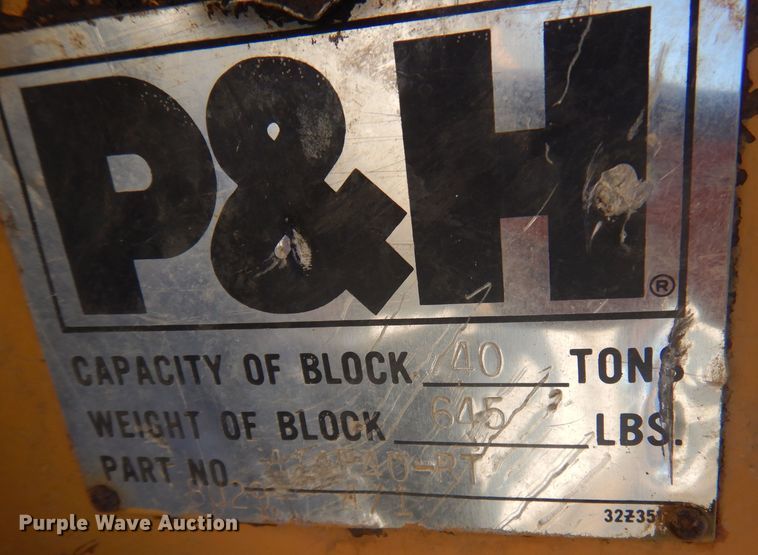 P&H
®
CAPACITY OF BLOCK 40 TONS
WEIGHT OF BLOCK 645 LBS.
PART NO.
Purple Wave Auction